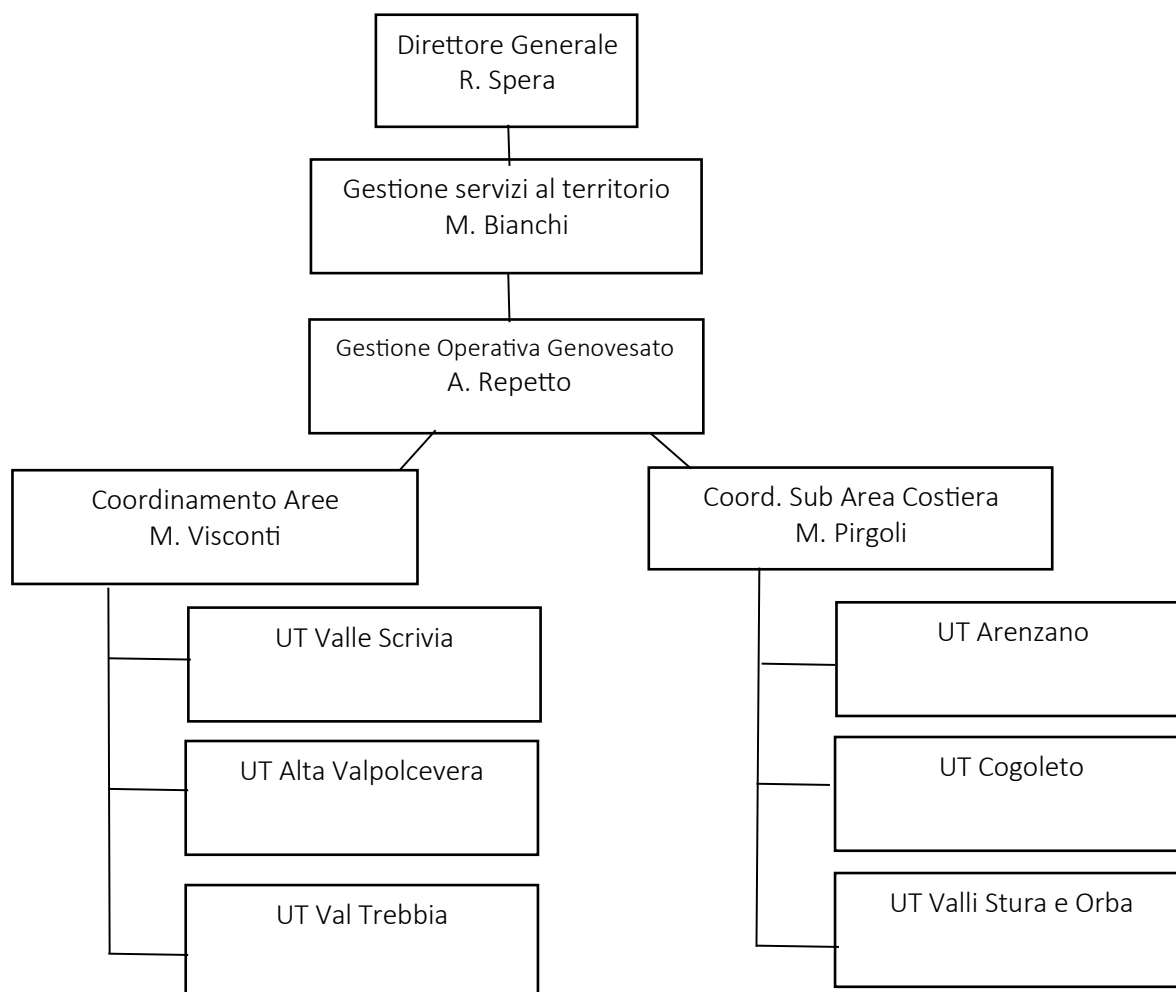 Direttore Generale
R. Spera
Gestione servizi al territorio
M. Bianchi
Gestione Operativa Genovesato
A. Repetto
Coordinamento Aree
M. Visconti
UT Valle Scrivia
UT Alta Valpolcevera
UT Val Trebbia
Coord. Sub Area Costiera
M. Pirgoli
UT Arenzano
UT Cogoleto
UT Valli Stura e Orba